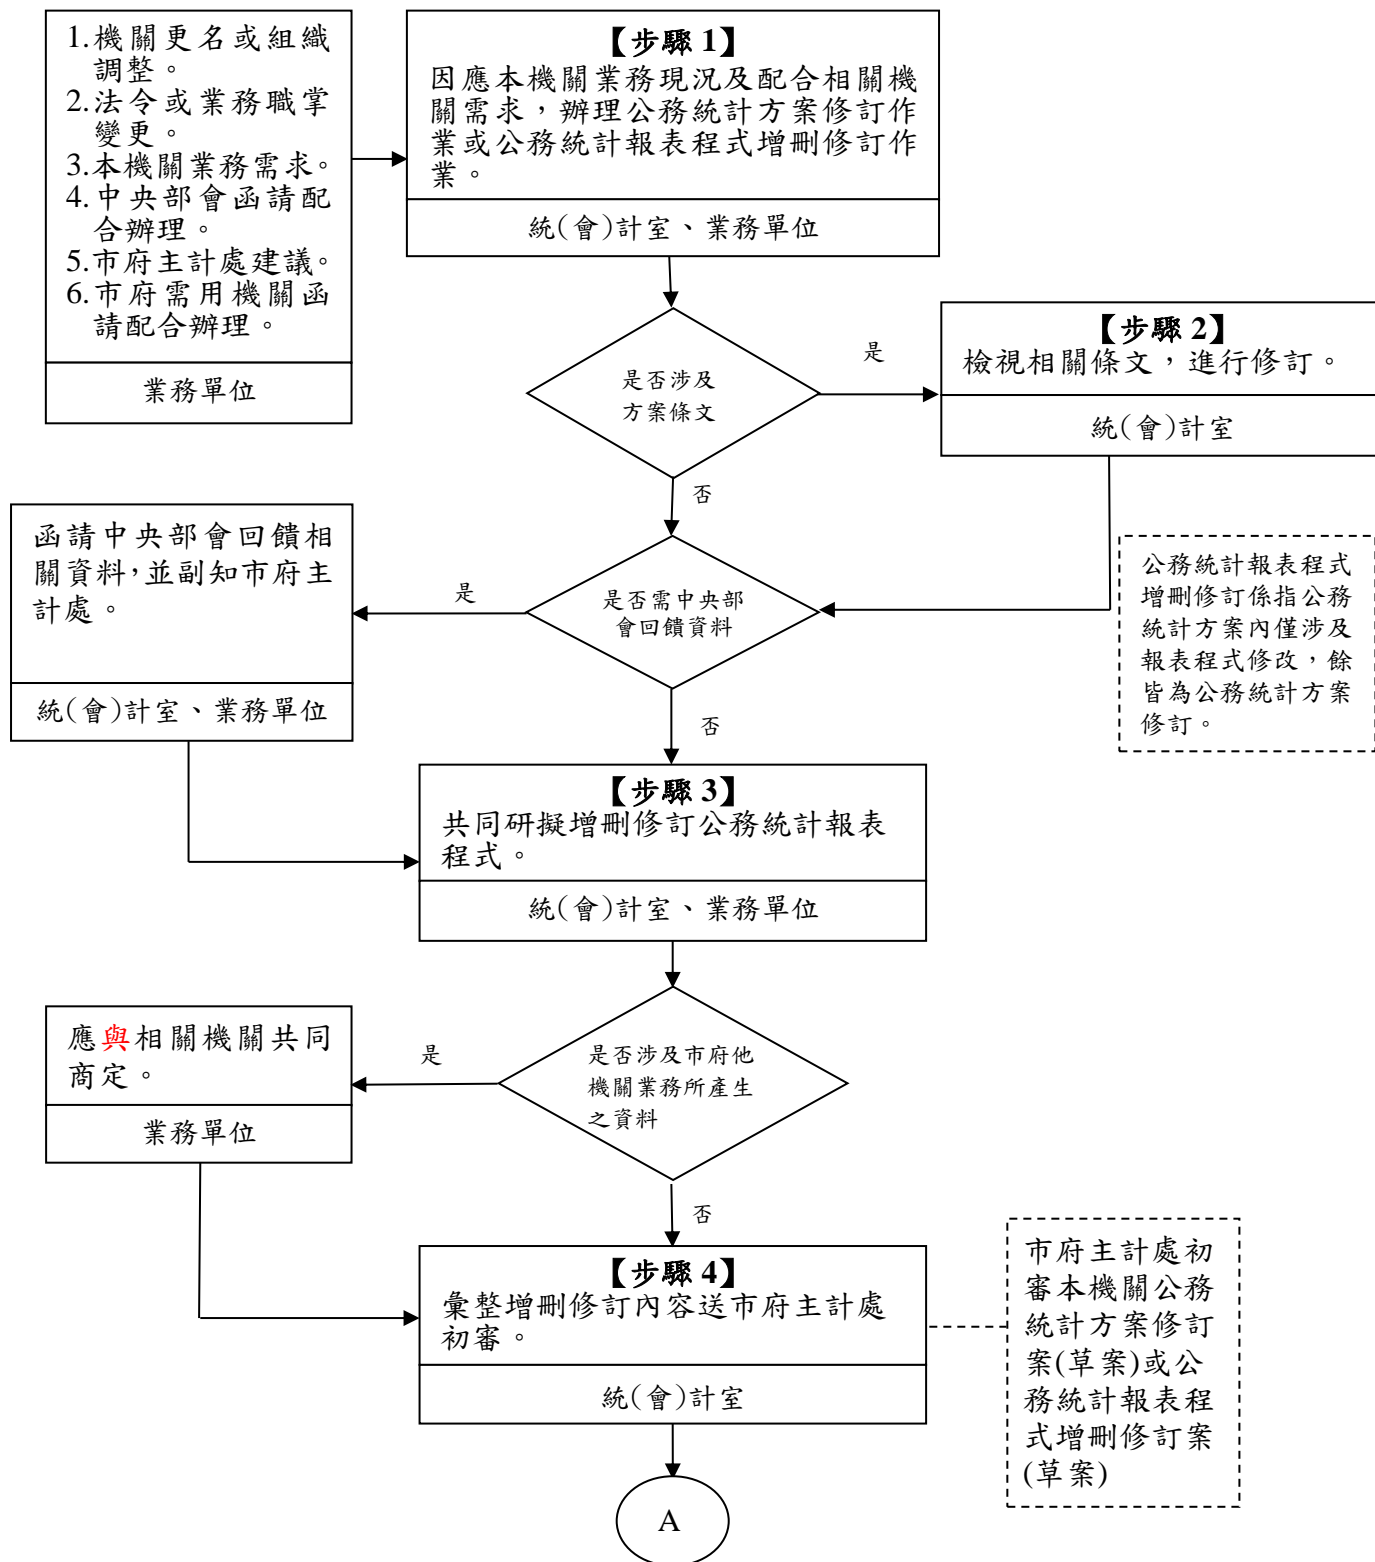 1.機關更名或組織
調整。
2.法令或業務職掌
變更。
3.本機關業務需求。
4.中央部會函請配
合辦理。
5.市府主計處建議。
6.市府需用機關函
請配合辦理。
業務單位
【步驟 1】
因應本機關業務現況及配合相關機
關需求，辦理公務統計方案修訂作
業或公務統計報表程式增刪修訂作
業。
統(會)計室、業務單位
是否涉及
方案條文
是
【步驟 2】
檢視相關條文，進行修訂。
統(會)計室
否
函請中央部會回饋相
關資料，並副知市府主
計處。
統(會)計室、業務單位
是
是否需中央部
會回饋資料
公務統計報表程式
增刪修訂係指公務
統計方案內僅涉及
報表程式修改，餘
皆為公務統計方案
修訂。
否
【步驟 3】
共同研擬增刪修訂公務統計報表
程式。
統(會)計室、業務單位
應與相關機關共同
商定。
業務單位
是
是否涉及市府他
機關業務所產生
之資料
否
【步驟 4】
彙整增刪修訂內容送市府主計處
初審。
統(會)計室
市府主計處初
審本機關公務
統計方案修訂
案(草案)或公
務統計報表程
式增刪修訂案
(草案)
A